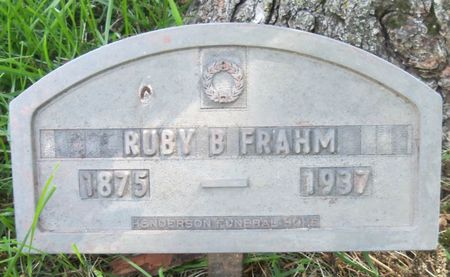 RUBY B FRAHM
1875 — 1937
HENDERSON FUNERAL HOME